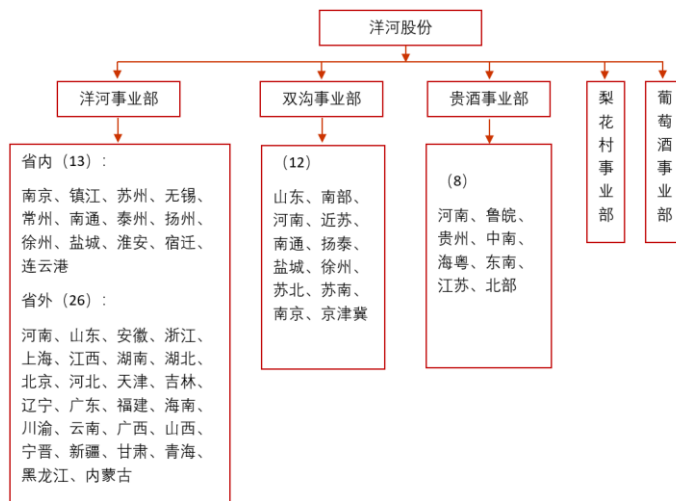 洋河股份
洋河事业部
双沟事业部
贵酒事业部
梨花村事业部
葡萄酒事业部
省内（13）：
南京、镇江、苏州、无锡、
常州、南通、泰州、扬州、
徐州、盐城、淮安、宿迁、
连云港
省外（26）：
河南、山东、安徽、浙江、
上海、江西、湖南、湖北、
北京、河北、天津、吉林、
辽宁、广东、福建、海南、
川渝、云南、广西、山西、
宁晋、新疆、甘肃、青海、
黑龙江、内蒙古
（12）
山东、南部、
河南、近苏、
南通、扬泰、
盐城、徐州、
苏北、苏南、
南京、京津冀
（8）
河南、鲁皖、
贵州、中南、
海粤、东南、
江苏、北部